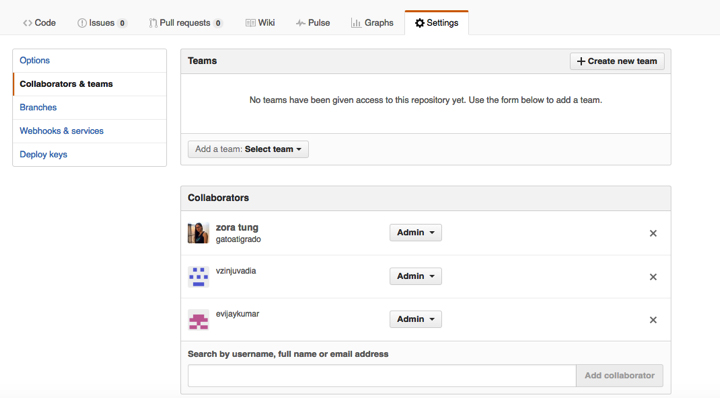 Code Issues 0 Pull requests 0 Wiki Pulse Graphs Settings
Options
Collaborators & teams
Branches
Webhooks & services
Deploy keys
Teams
Create new team
No teams have been given access to this repository yet. Use the form below to add a team.
Add a team: Select team
Collaborators
zora tung
gatoatigrado
Admin
vzinjuvadia
Admin
evijaykumar
Admin
Search by username, full name or email address
Add collaborator